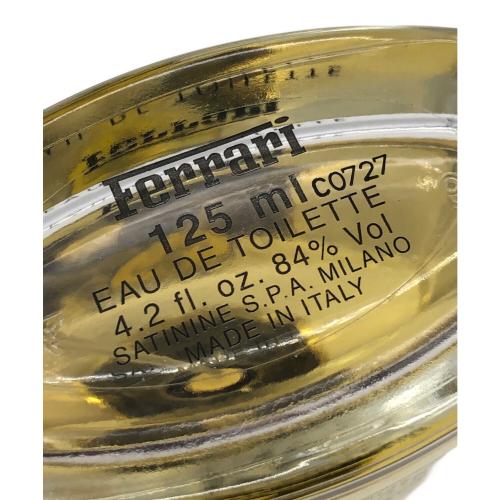 Ferrari
125 ml C0727
EAU DE TOILETTE
4.2 fl. oz. 84% Vol
SATININE S.P.A. MILANO
MADE IN ITALY